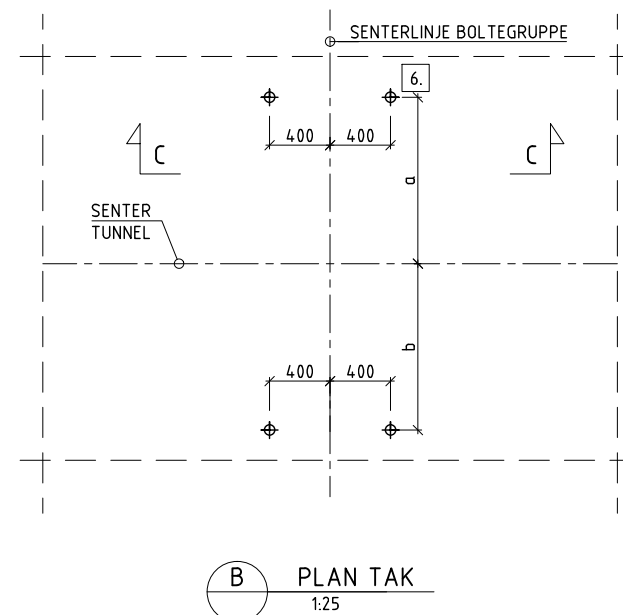 SENTERLINJE BOLTEGRUPPE
6.
400 400
C C
a
SENTER
TUNNEL
b
400 400
B PLAN TAK
1:25